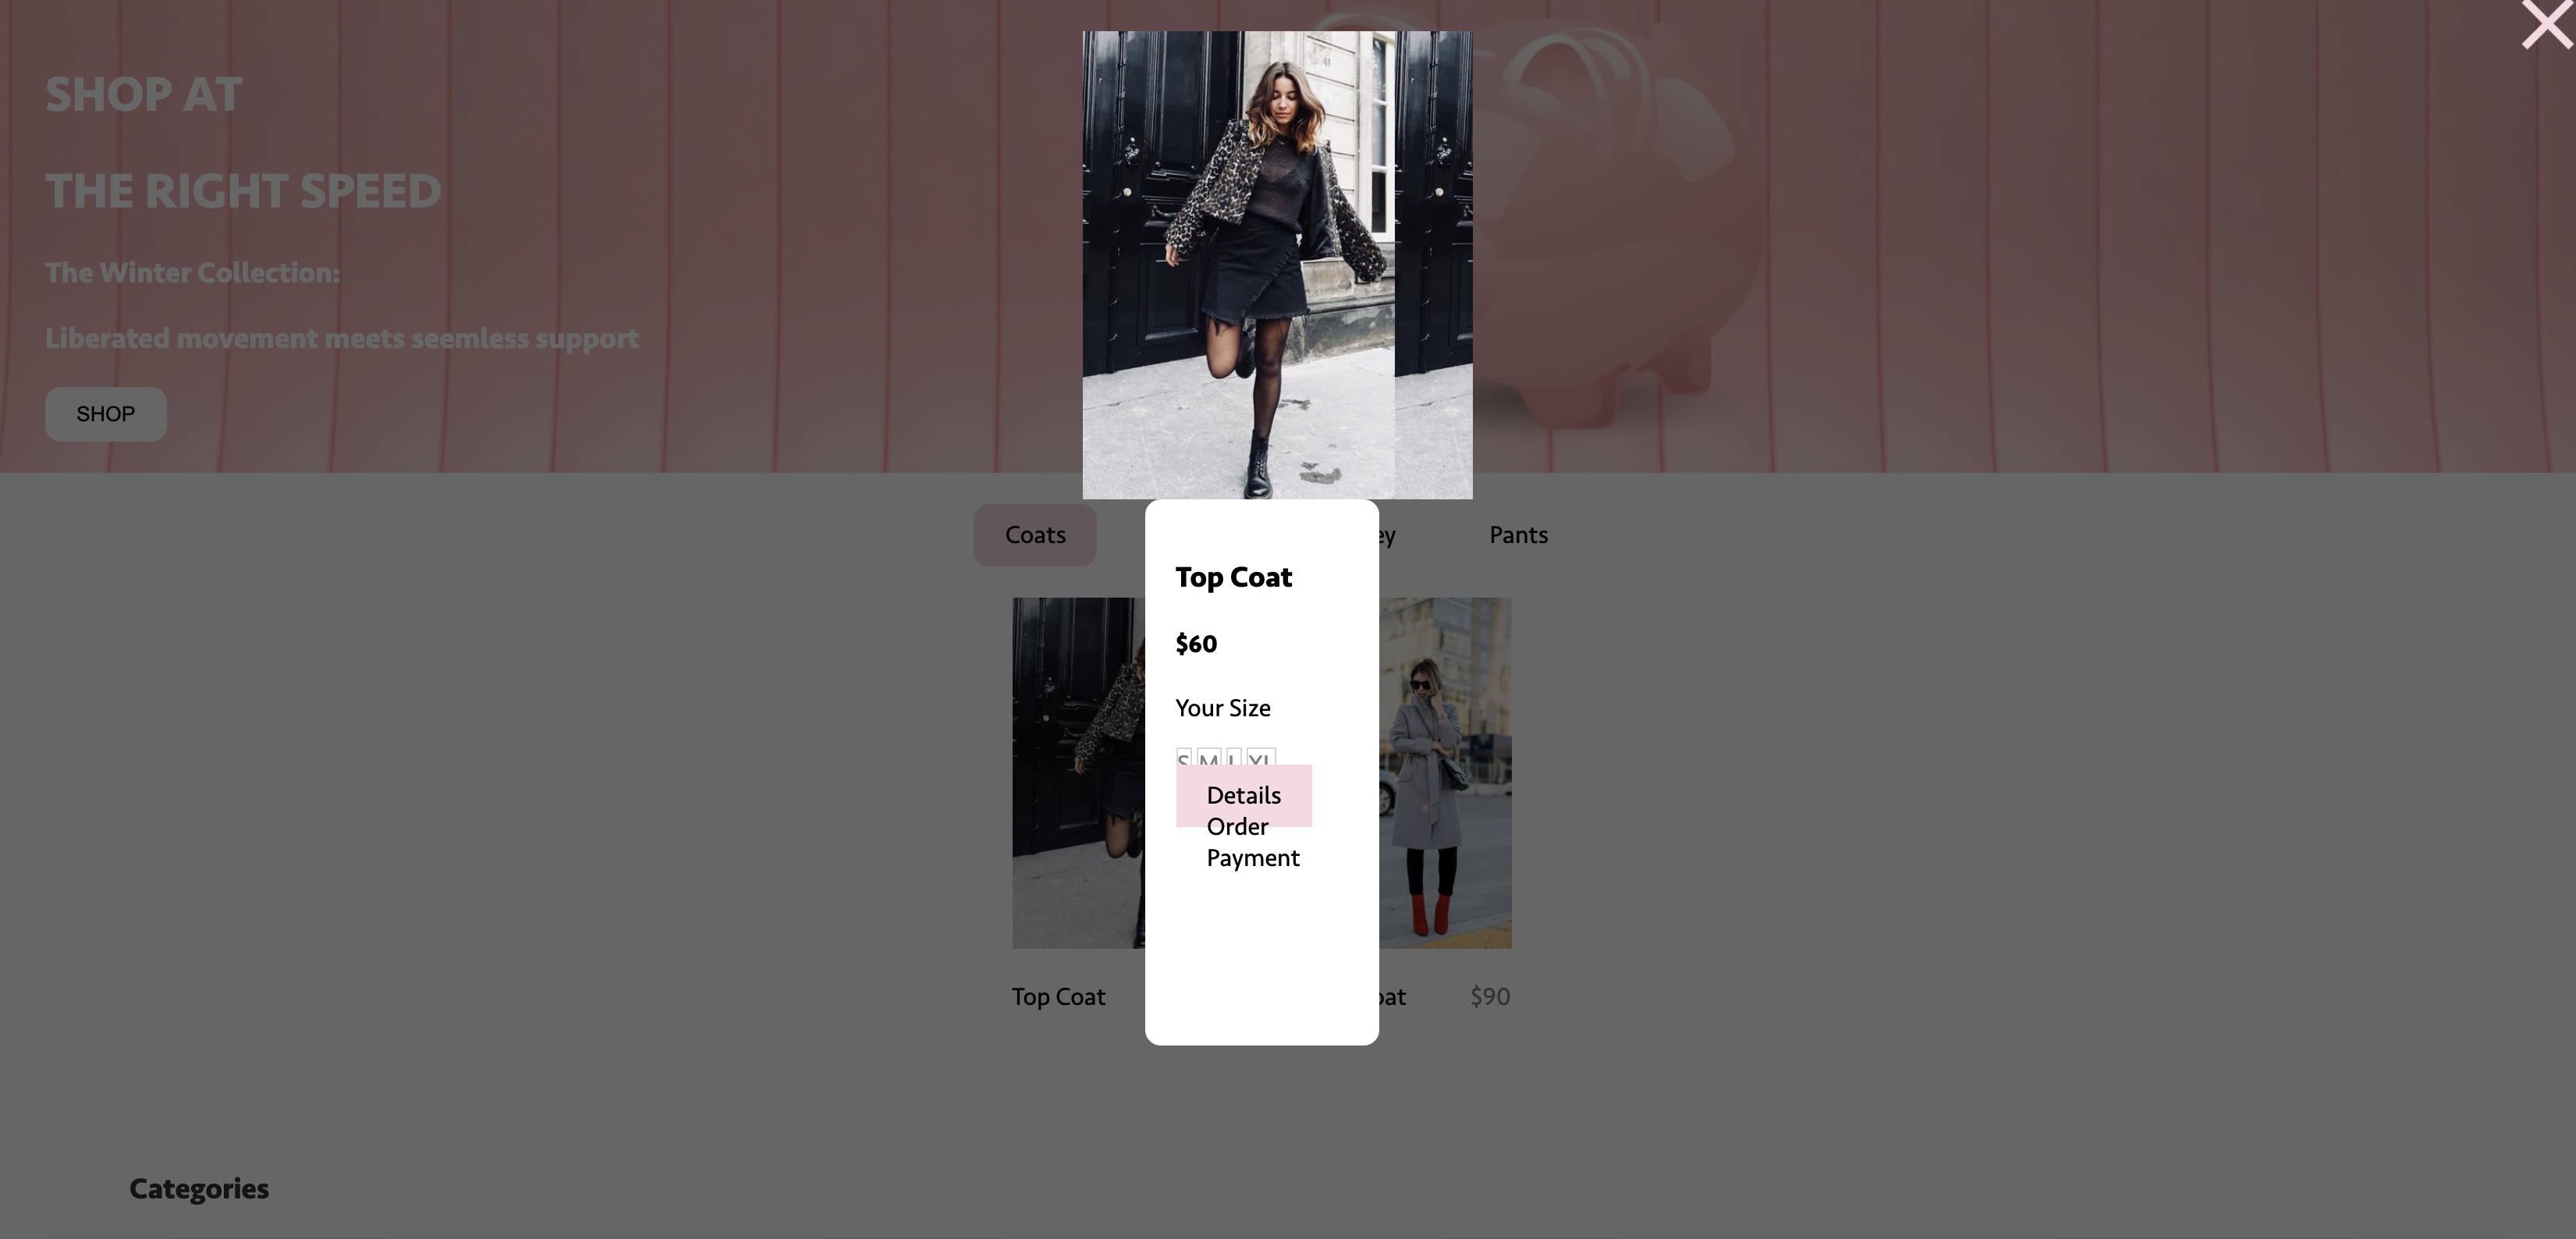 SHOP AT
THE RIGHT SPEED
The Winter Collection:
Liberated movement meets seemless support
SHOP
41
Coats
ey
Pants
Top Coat
$60
Your Size
S M L XL
Details
Order
Payment
Top Coat
oat
$90
Categories